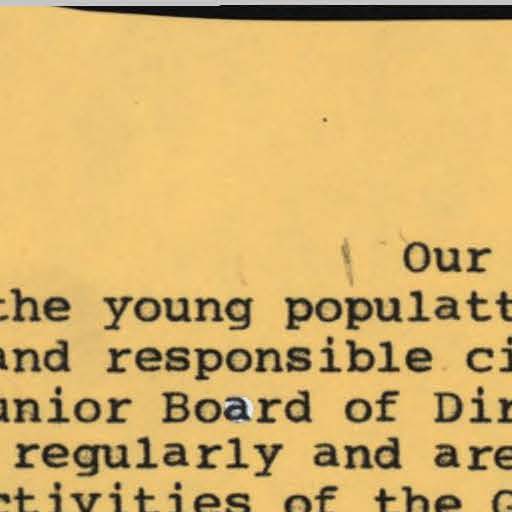 Our
the young populatt
and responsible ci
unior Board of Dir
regularly and are
ctivities of the G